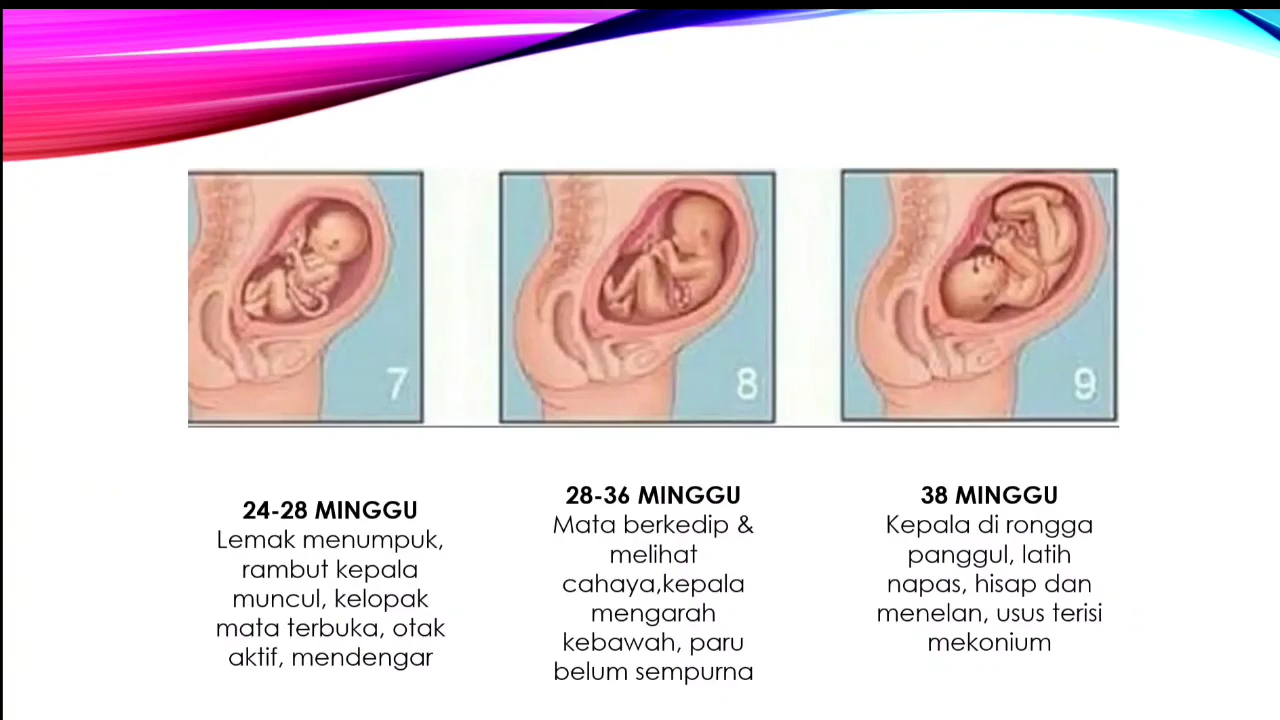 7
8
9
24-28 MINGGU
Lemak menumpuk,
rambut kepala
muncul, kelopak
mata terbuka, otak
aktif, mendengar
28-36 MINGGU
Mata berkedip &
melihat
cahaya,kepala
mengarah
kebawah, paru
belum sempurna
38 MINGGU
Kepala di rongga
panggul, latih
napas, hisap dan
menelan, usus terisi
mekonium